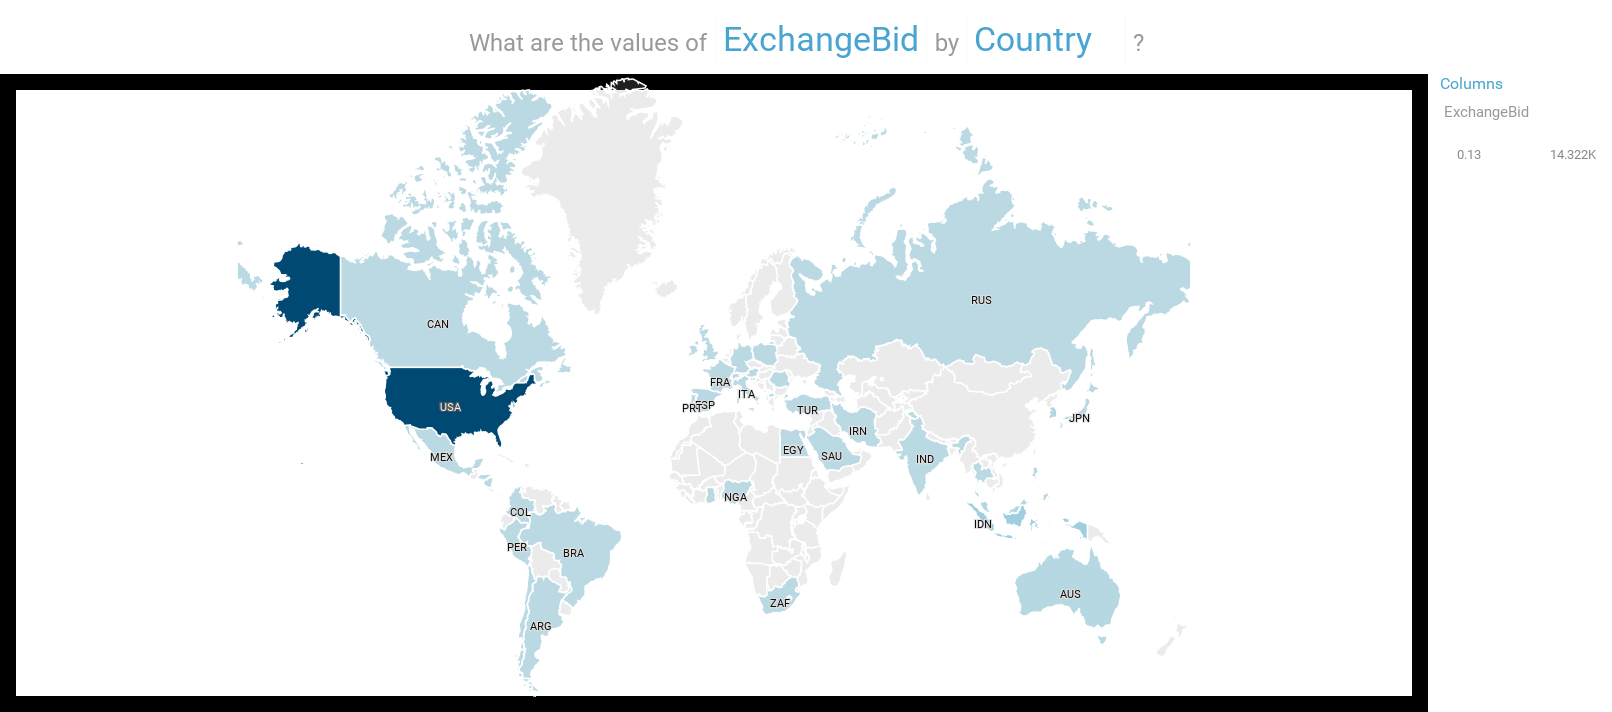 What are the values of ExchangeBid by Country ?
Columns
ExchangeBid
0.13 14.322K
RUS
CAN
FRA
ITA
USA
PRT ESP
TUR
JPN
IRN
EGY
SAU
MEX
IND
NGA
COL
IDN
PER
BRA
AUS
ZAF
ARG